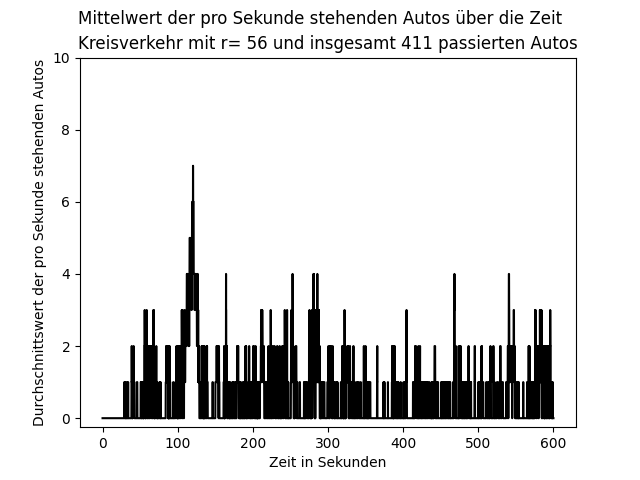 Mittelwert der pro Sekunde stehenden Autos über die Zeit
Kreisverkehr mit r= 56 und insgesamt 411 passierten Autos
Durchschnittswert der pro Sekunde stehenden Autos
10
8
6
4
2
0
0 100 200 300 400 500 600
Zeit in Sekunden